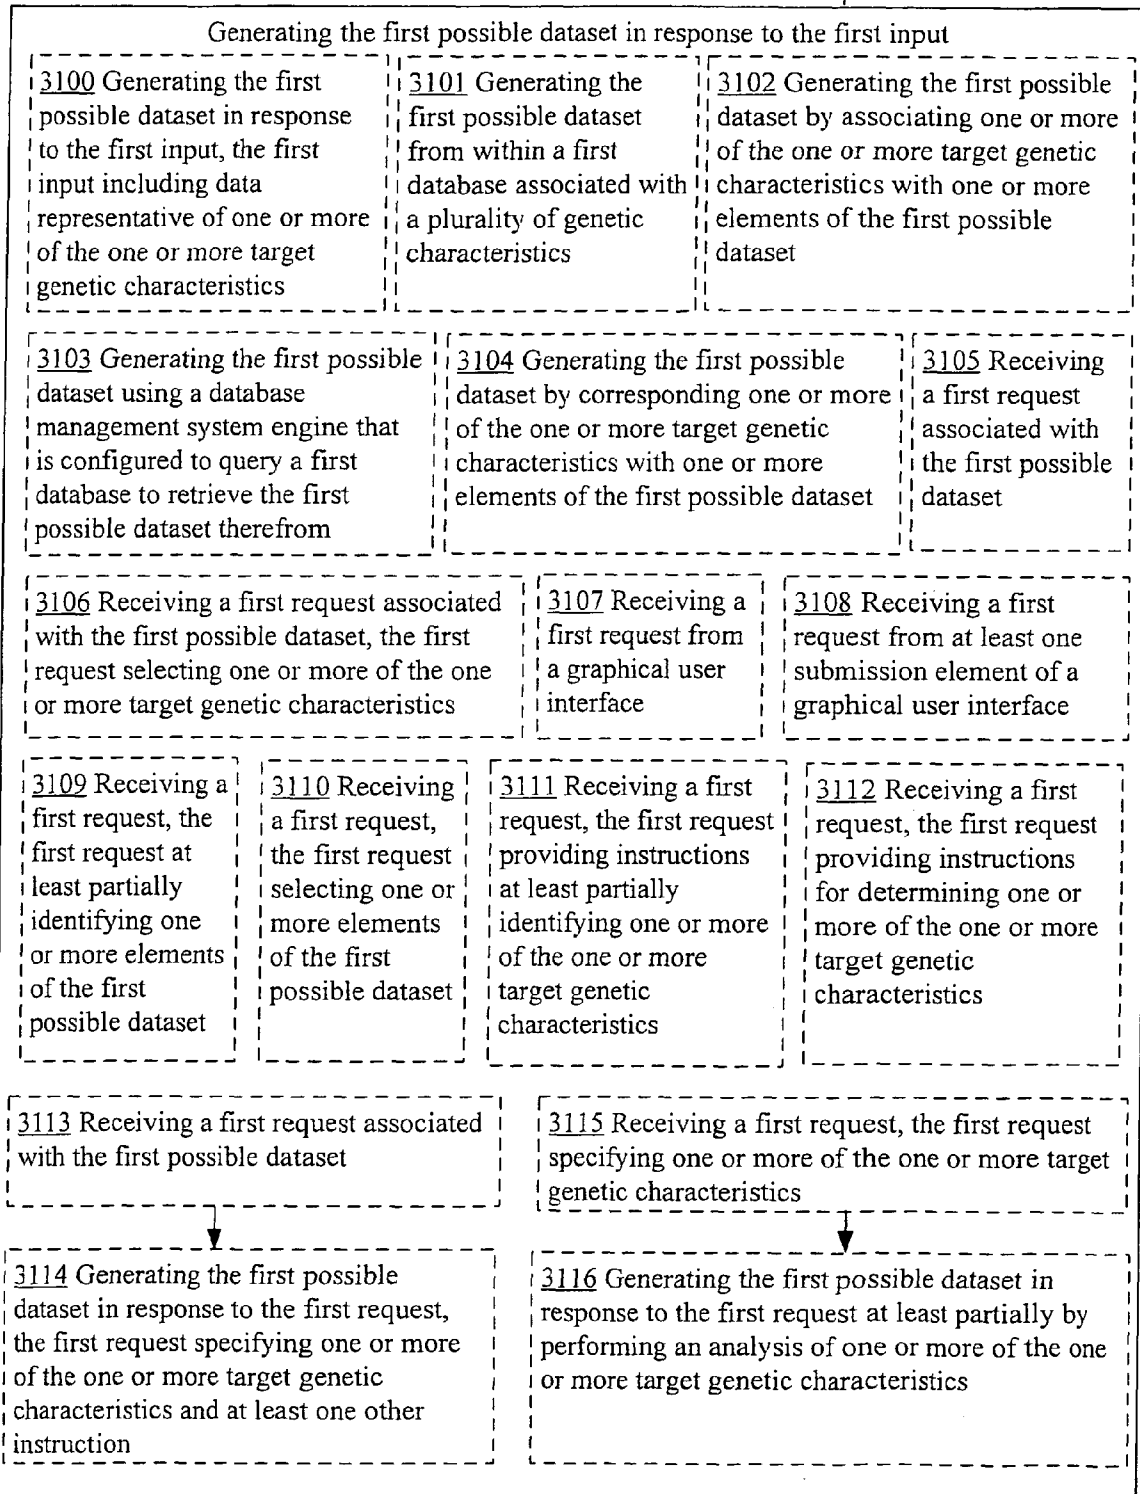 Generating the first possible dataset in response to the first input
3100 Generating the first
possible dataset in response
to the first input, the first
input including data
representative of one or more
of the one or more target
genetic characteristics
3101 Generating the
first possible dataset
from within a first
database associated with
a plurality of genetic
characteristics
3102 Generating the first possible
dataset by associating one or more
of the one or more target genetic
characteristics with one or more
elements of the first possible
dataset
3103 Generating the first possible
dataset using a database
management system engine that
is configured to query a first
database to retrieve the first
possible dataset therefrom
3104 Generating the first possible
dataset by corresponding one or more
of the one or more target genetic
characteristics with one or more
elements of the first possible dataset
3105 Receiving
a first request
associated with
the first possible
dataset
3106 Receiving a first request associated
with the first possible dataset, the first
request selecting one or more of the one
or more target genetic characteristics
3107 Receiving a
first request from
a graphical user
interface
3108 Receiving a first
request from at least one
submission element of a
graphical user interface
3109 Receiving a
first request, the
first request at
least partially
identifying one
or more elements
of the first
possible dataset
3110 Receiving
a first request,
the first request
selecting one or
more elements
of the first
possible dataset
3111 Receiving a first
request, the first request
providing instructions
at least partially
identifying one or more
of the one or more
target genetic
characteristics
3112 Receiving a first
request, the first request
providing instructions
for determining one or
more of the one or more
target genetic
characteristics
3113 Receiving a first request associated
with the first possible dataset
3115 Receiving a first request, the first request
specifying one or more of the one or more target
genetic characteristics
3114 Generating the first possible
dataset in response to the first request,
the first request specifying one or more
of the one or more target genetic
characteristics and at least one other
instruction
3116 Generating the first possible dataset in
response to the first request at least partially by
performing an analysis of one or more of the one
or more target genetic characteristics